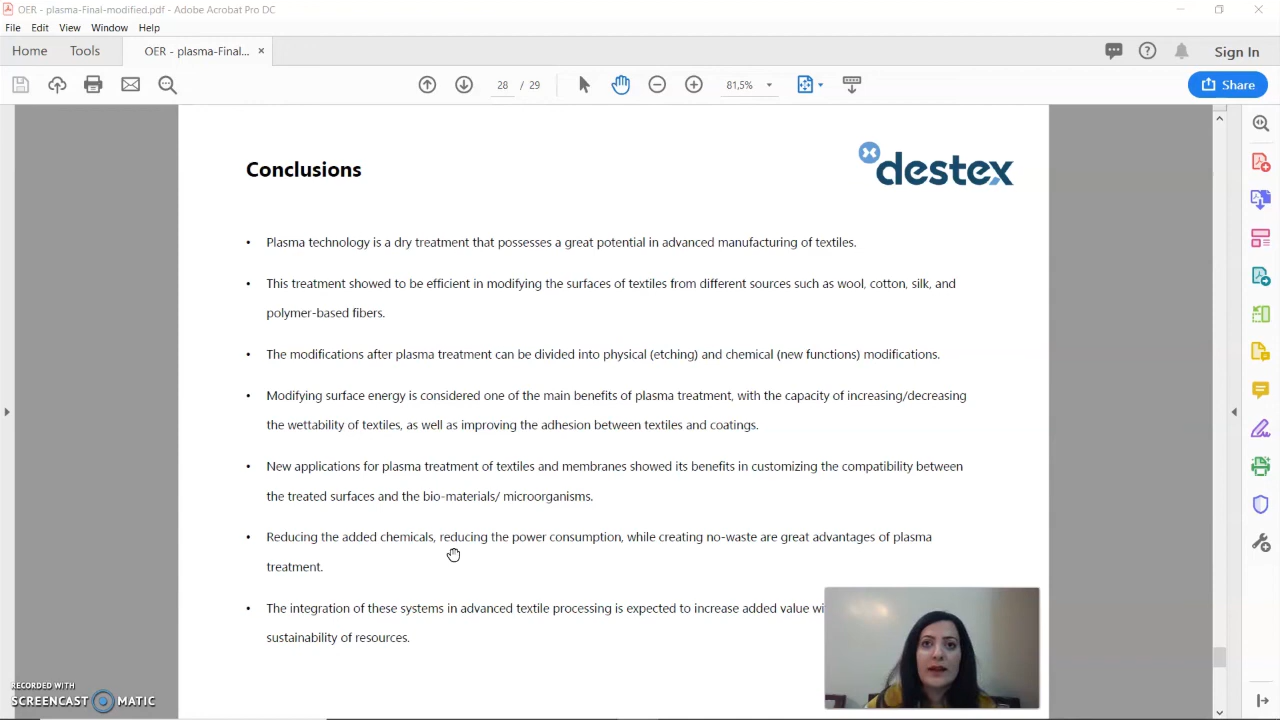 OER - plasma-Final-modified.pdf - Adobe Acrobat Pro DC
File Edit View Window Help
Home Tools OER - plasma-Final... × Sign In
28 / 29 81,5% Share
Conclusions
destex
• Plasma technology is a dry treatment that possesses a great potential in advanced manufacturing of textiles.
• This treatment showed to be efficient in modifying the surfaces of textiles from different sources such as wool, cotton, silk, and
polymer-based fibers.
• The modifications after plasma treatment can be divided into physical (etching) and chemical (new functions) modifications.
• Modifying surface energy is considered one of the main benefits of plasma treatment, with the capacity of increasing/decreasing
the wettability of textiles, as well as improving the adhesion between textiles and coatings.
• New applications for plasma treatment of textiles and membranes showed its benefits in customizing the compatibility between
the treated surfaces and the bio-materials/ microorganisms.
• Reducing the added chemicals, reducing the power consumption, while creating no-waste are great advantages of plasma
treatment.
• The integration of these systems in advanced textile processing is expected to increase added value
sustainability of resources.
RECORDED WITH
SCREENCAST MATIC